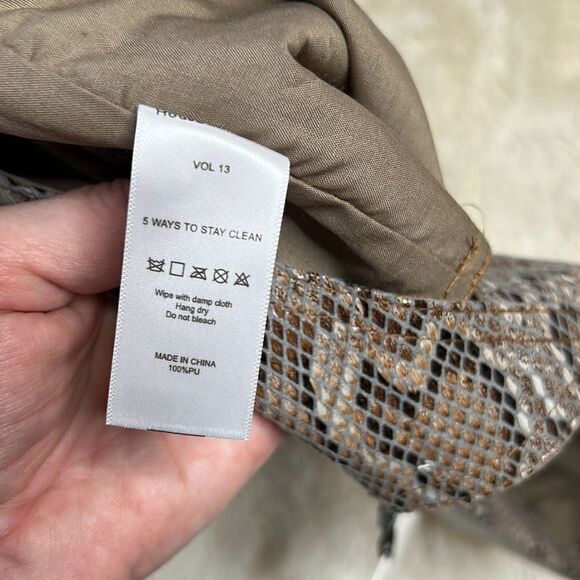 VOL 13
5 WAYS TO STAY CLEAN
Wipe with damp cloth
Hang dry
Do not bleach
MADE IN CHINA
100%PU